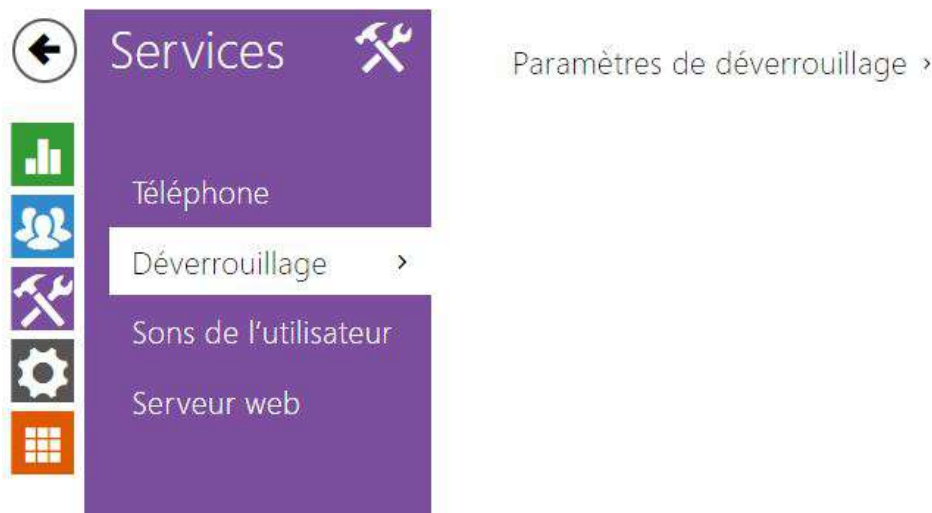 Services
Paramètres de déverrouillage ›
Téléphone
Déverrouillage ›
Sons de l'utilisateur
Serveur web